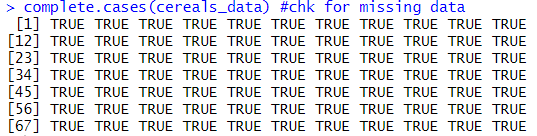 > complete.cases(cereals_data) #chk for missing data
[1] TRUE TRUE TRUE TRUE TRUE TRUE TRUE TRUE TRUE TRUE TRUE
[12] TRUE TRUE TRUE TRUE TRUE TRUE TRUE TRUE TRUE TRUE TRUE
[23] TRUE TRUE TRUE TRUE TRUE TRUE TRUE TRUE TRUE TRUE TRUE
[34] TRUE TRUE TRUE TRUE TRUE TRUE TRUE TRUE TRUE TRUE TRUE
[45] TRUE TRUE TRUE TRUE TRUE TRUE TRUE TRUE TRUE TRUE TRUE
[56] TRUE TRUE TRUE TRUE TRUE TRUE TRUE TRUE TRUE TRUE TRUE
[67] TRUE TRUE TRUE TRUE TRUE TRUE TRUE TRUE TRUE TRUE TRUE